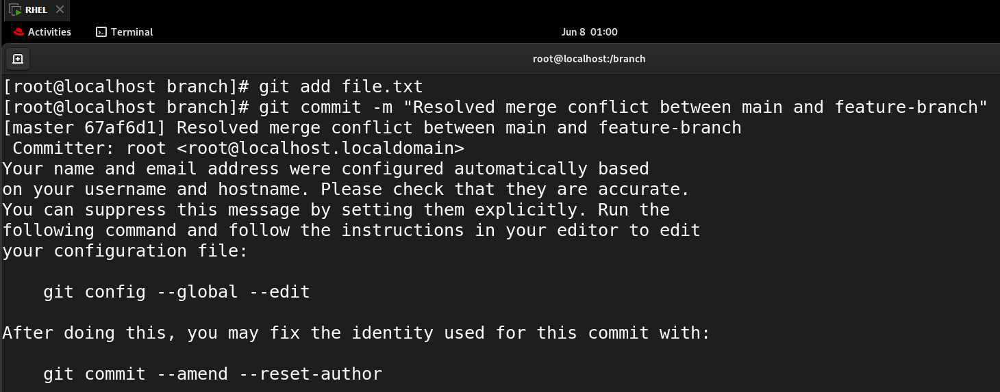 RHEL
Activities Terminal Jun 8 01:00
root@localhost:/branch
[root@localhost branch]# git add file.txt
[root@localhost branch]# git commit -m "Resolved merge conflict between main and feature-branch"
[master 67af6d1] Resolved merge conflict between main and feature-branch
 Committer: root <root@localhost.localdomain>
Your name and email address were configured automatically based
on your username and hostname. Please check that they are accurate.
You can suppress this message by setting them explicitly. Run the
following command and follow the instructions in your editor to edit
your configuration file:

    git config --global --edit

After doing this, you may fix the identity used for this commit with:

    git commit --amend --reset-author